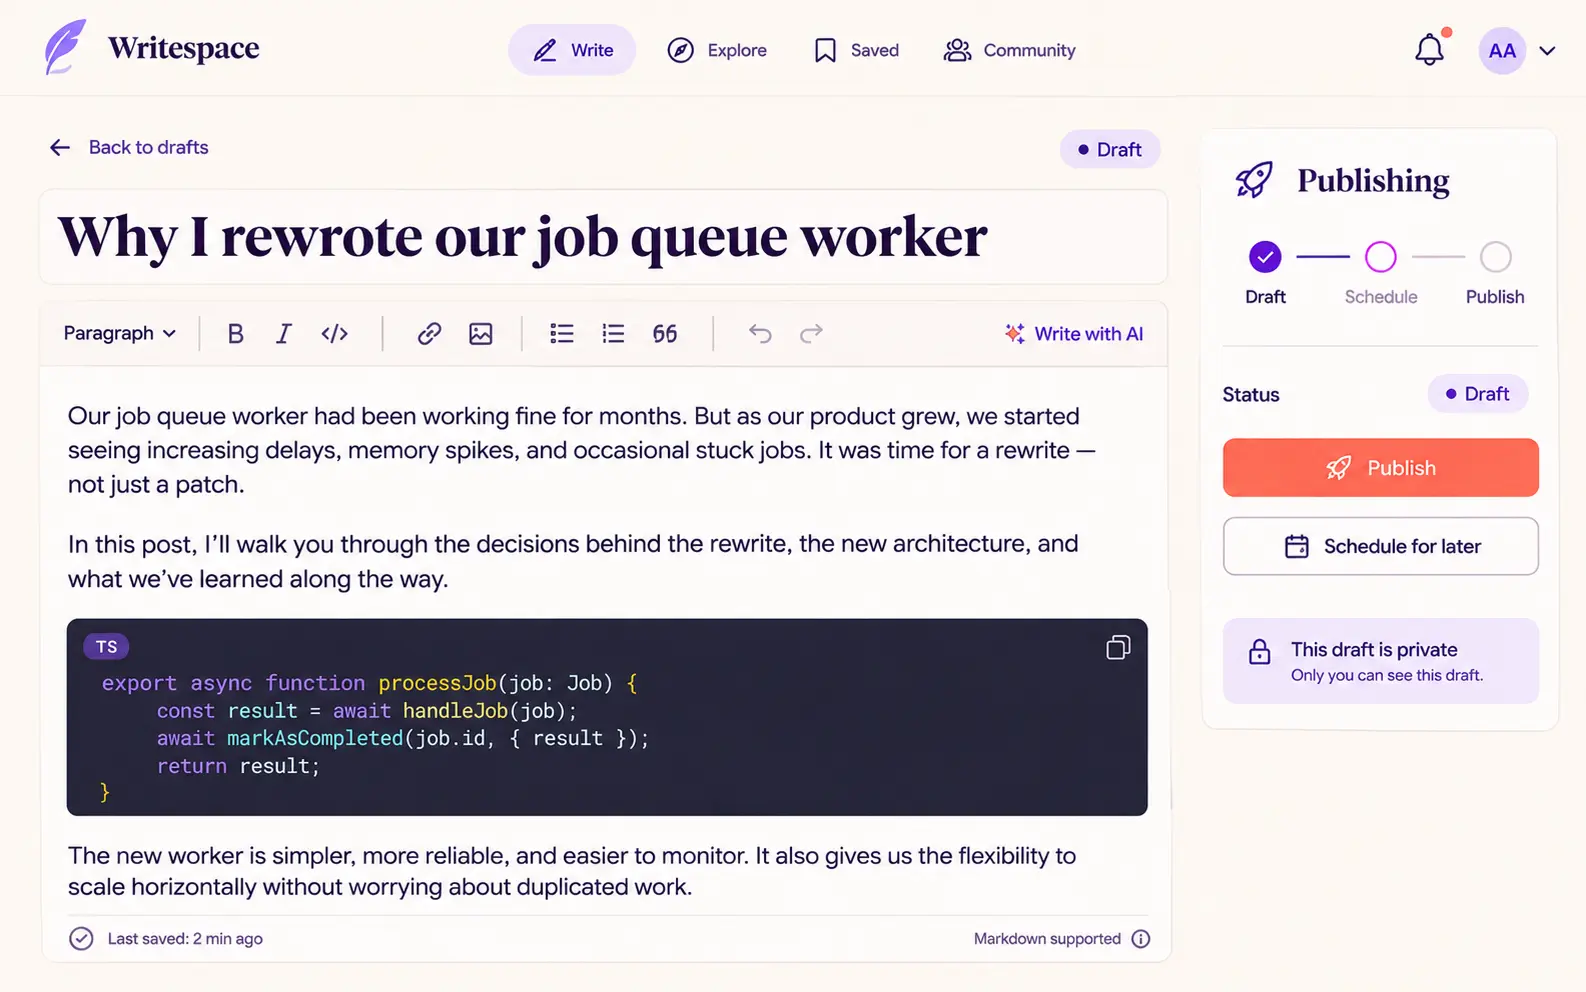 Writespace
Write
Explore
Saved
Community
AA
Back to drafts
Draft
Why I rewrote our job queue worker
Paragraph
B
I
</>
Write with AI
Our job queue worker had been working fine for months. But as our product grew, we started
seeing increasing delays, memory spikes, and occasional stuck jobs. It was time for a rewrite —
not just a patch.
In this post, I’ll walk you through the decisions behind the rewrite, the new architecture, and
what we’ve learned along the way.
TS
export async function processJob(job: Job) {
const result = await handleJob(job);
await markAsCompleted(job.id, { result });
return result;
}
The new worker is simpler, more reliable, and easier to monitor. It also gives us the flexibility to
scale horizontally without worrying about duplicated work.
Last saved: 2 min ago
Markdown supported
Publishing
Draft
Schedule
Publish
Status
Draft
Publish
Schedule for later
This draft is private
Only you can see this draft.